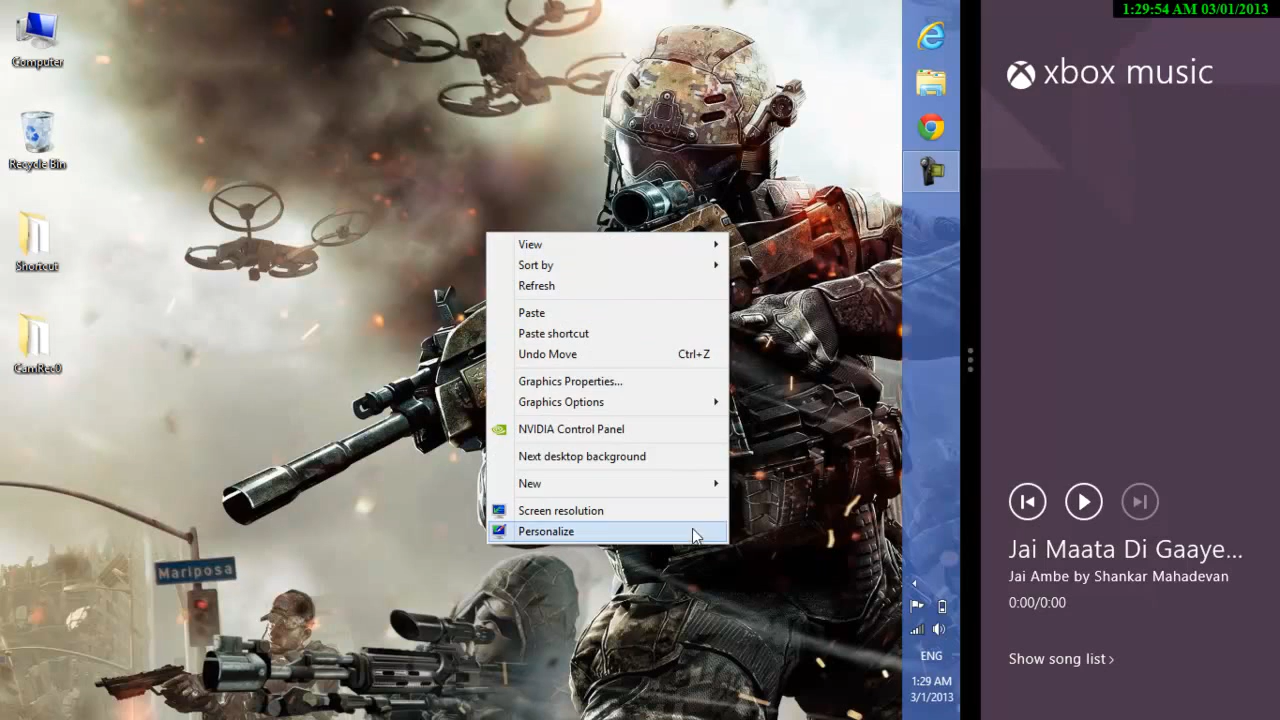 Computer
Recycle Bin
Shortcut
CamRecD
Mariposa
View
Sort by
Refresh
Paste
Paste shortcut
Undo Move Ctrl+Z
Graphics Properties...
Graphics Options
NVIDIA Control Panel
Next desktop background
New
Screen resolution
Personalize
ENG
1:29 AM
3/1/2013
1:29:54 AM 03/01/2013
xbox music
Jai Maata Di Gaaye...
Jai Ambe by Shankar Mahadevan
0:00/0:00
Show song list ›